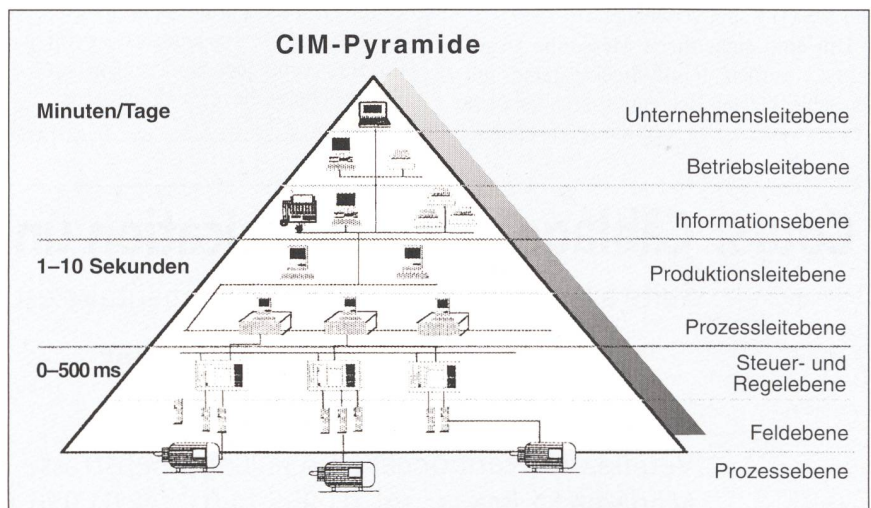 CIM-Pyramide
Minuten/Tage
Unternehmensleitebene
Betriebsleitebene
Informationsebene
1–10 Sekunden
Produktionsleitebene
Prozessleitebene
0–500 ms
Steuer- und
Regelebene
Feldebene
Prozessebene